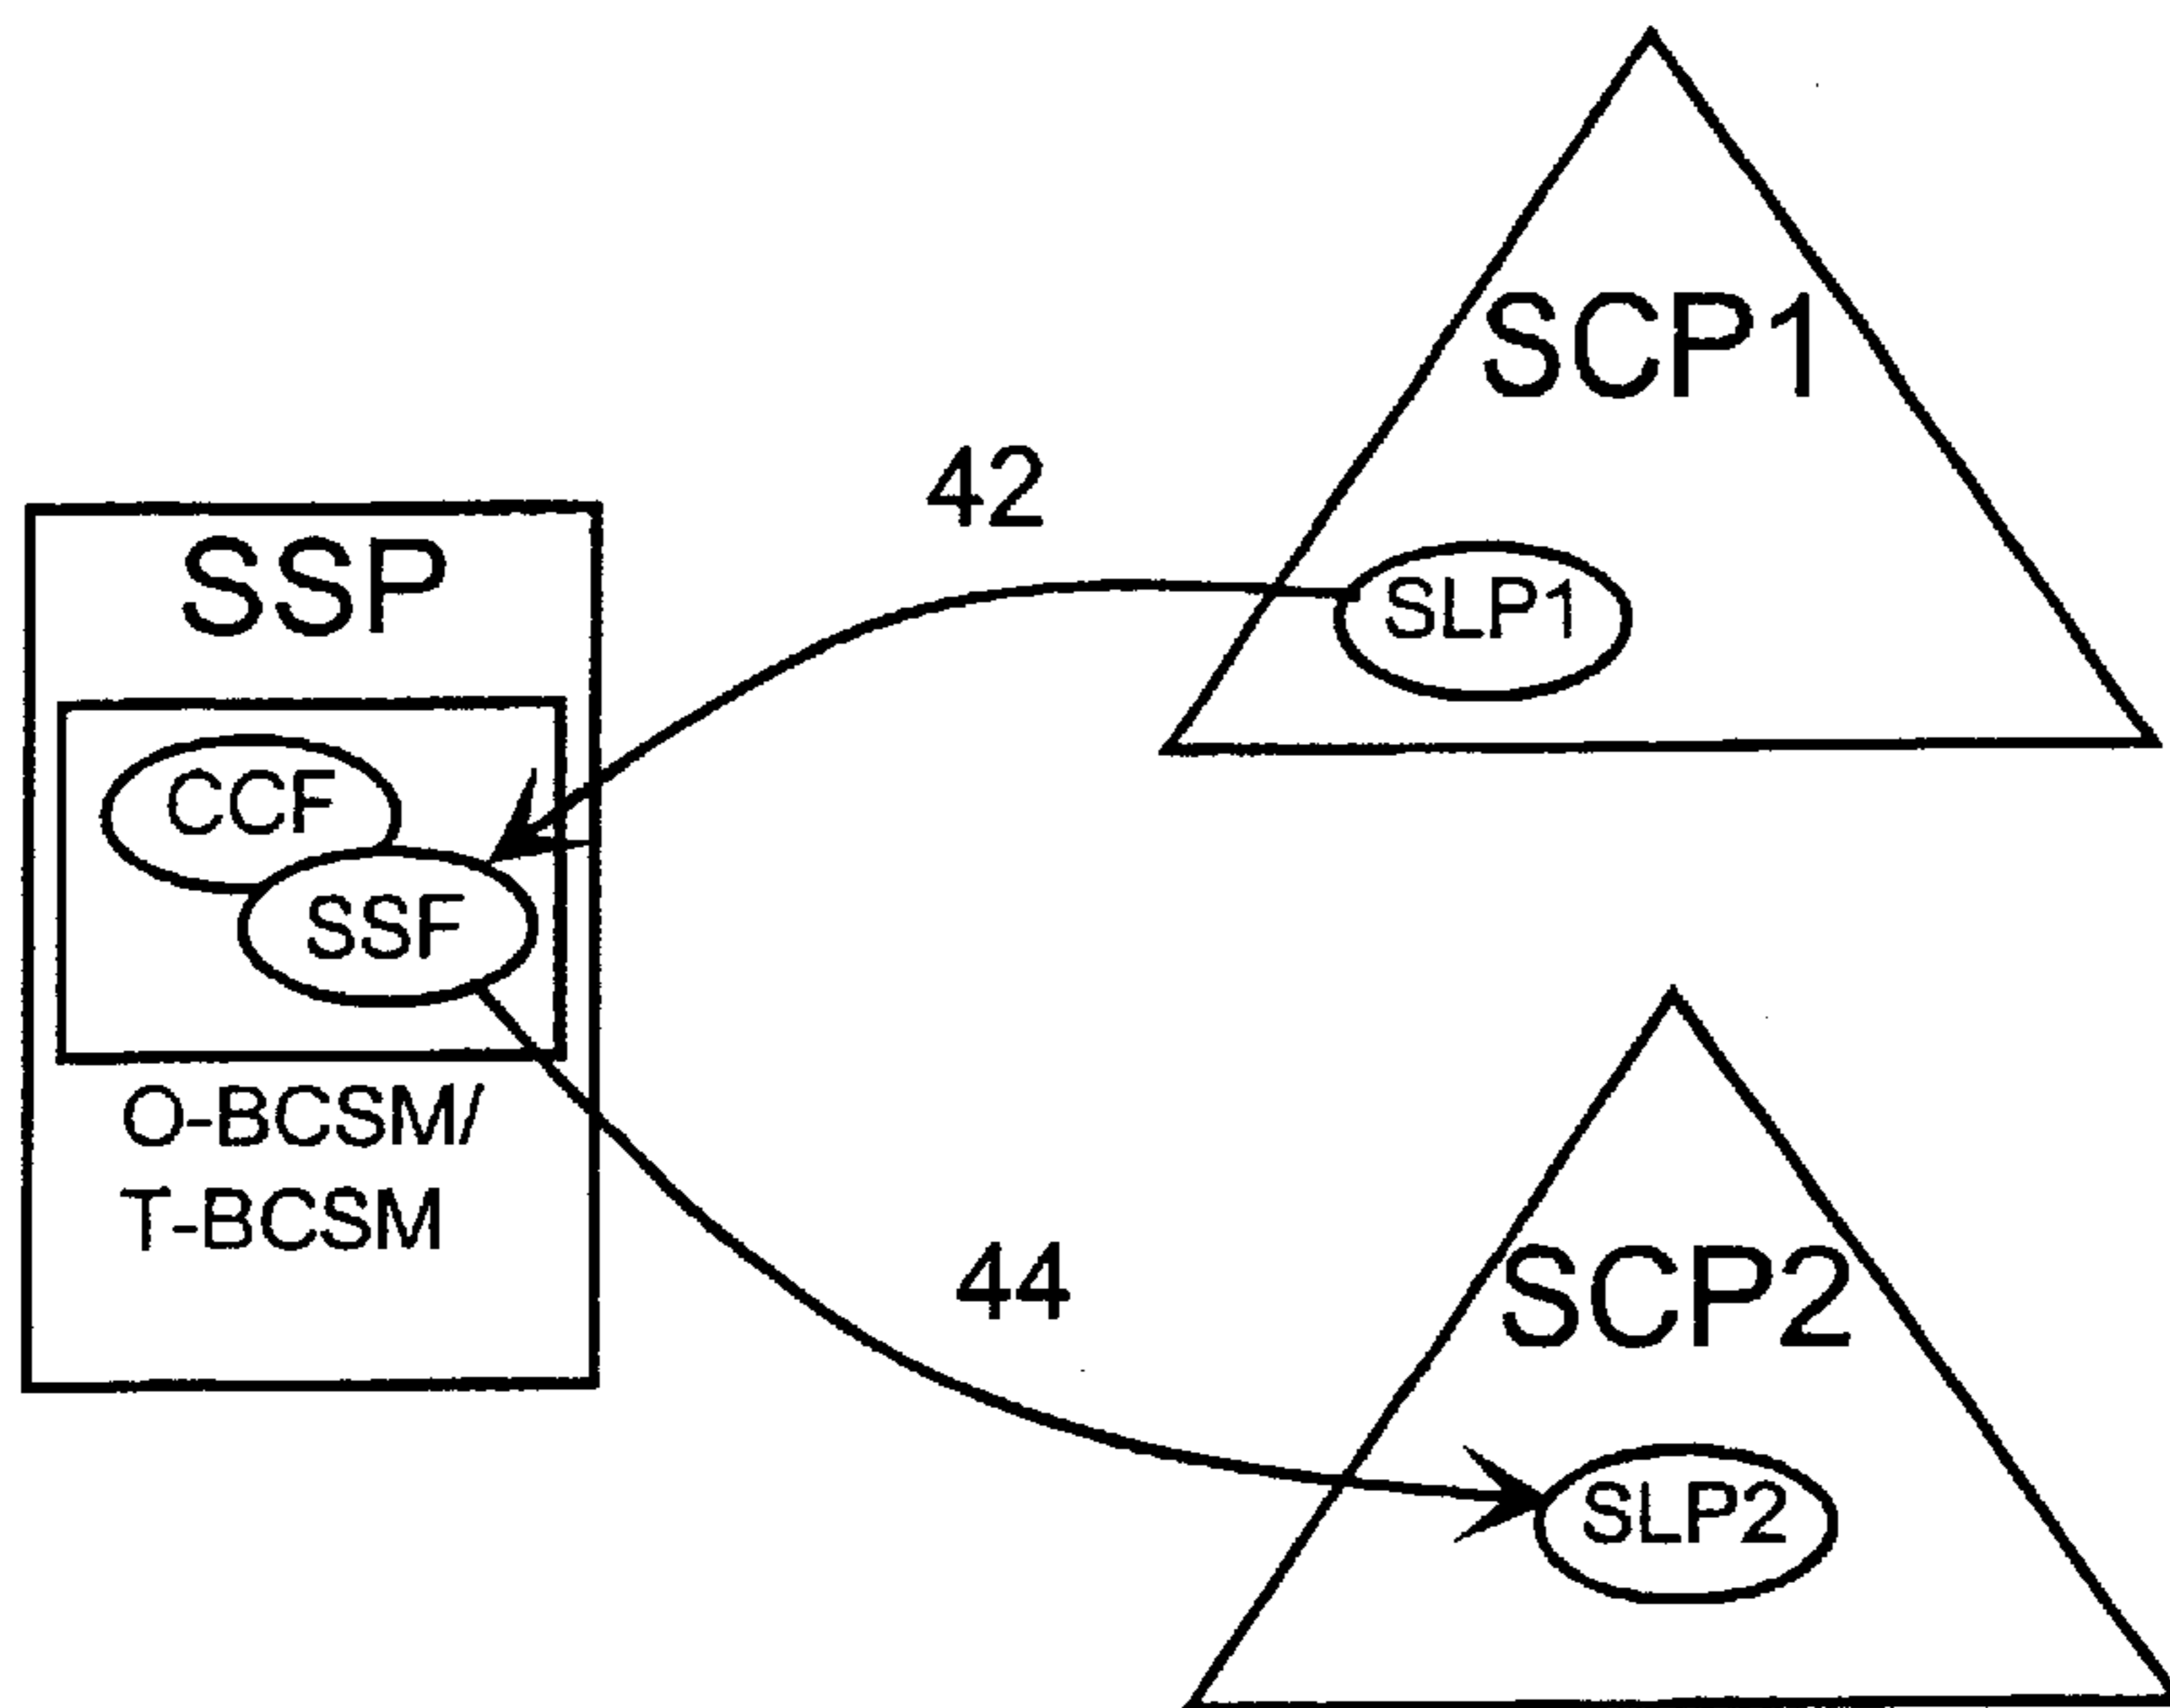 SCP1
42
SSP
SLP1
CCF
SSF
O-BCSM/
T-BCSM
44
SCP2
SLP2